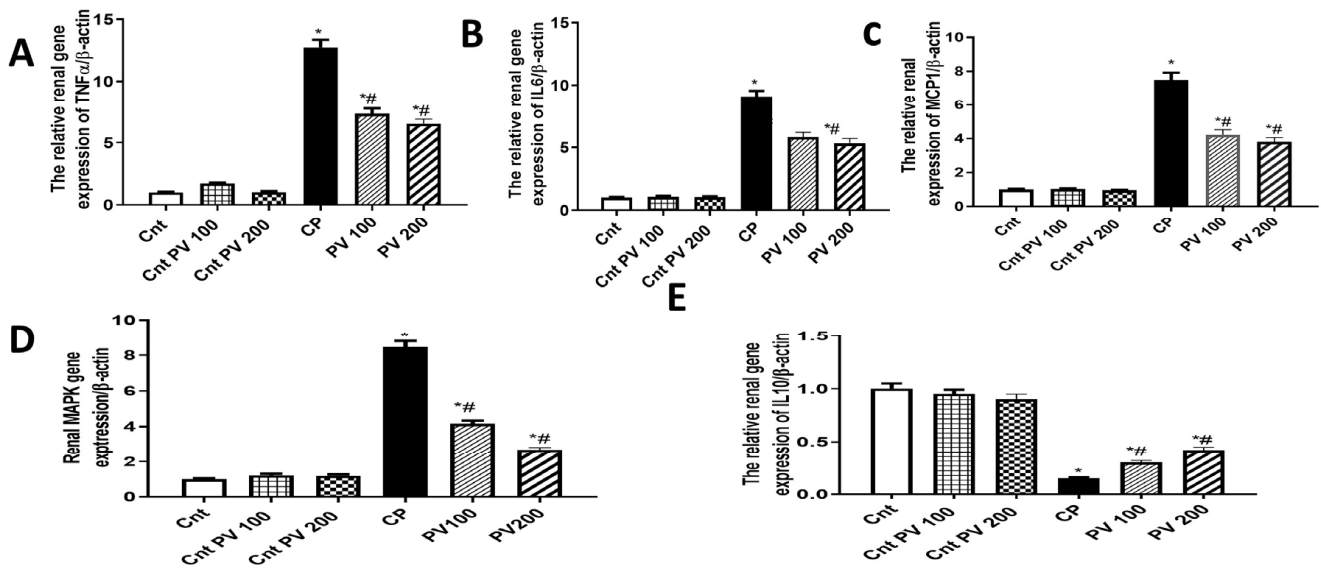 A
The relative renal gene
expression of TNFα/β-actin
15
10
5
0
*
*#
*#
Cnt
Cnt PV 100
Cnt PV 200
CP
PV 100
PV 200
B
The relative renal gene
expression of IL6/β-actin
15
10
5
0
*
*#
Cnt
Cnt PV 100
Cnt PV 200
CP
PV 100
PV 200
C
The relative renal
expression of MCP1/β-actin
10
8
6
4
2
0
*
*#
*#
Cnt
Cnt PV 100
Cnt PV 200
CP
PV 100
PV 200
D
Renal MAPK gene
exptression/β-actin
10
8
6
4
2
0
*
*#
*#
Cnt
Cnt PV 100
Cnt PV 200
CP
PV100
PV200
E
The relative renal gene
expression of IL10/β-actin
1.5
1.0
0.5
0.0
*
*#
*#
Cnt
Cnt PV 100
Cnt PV 200
CP
PV 100
PV 200